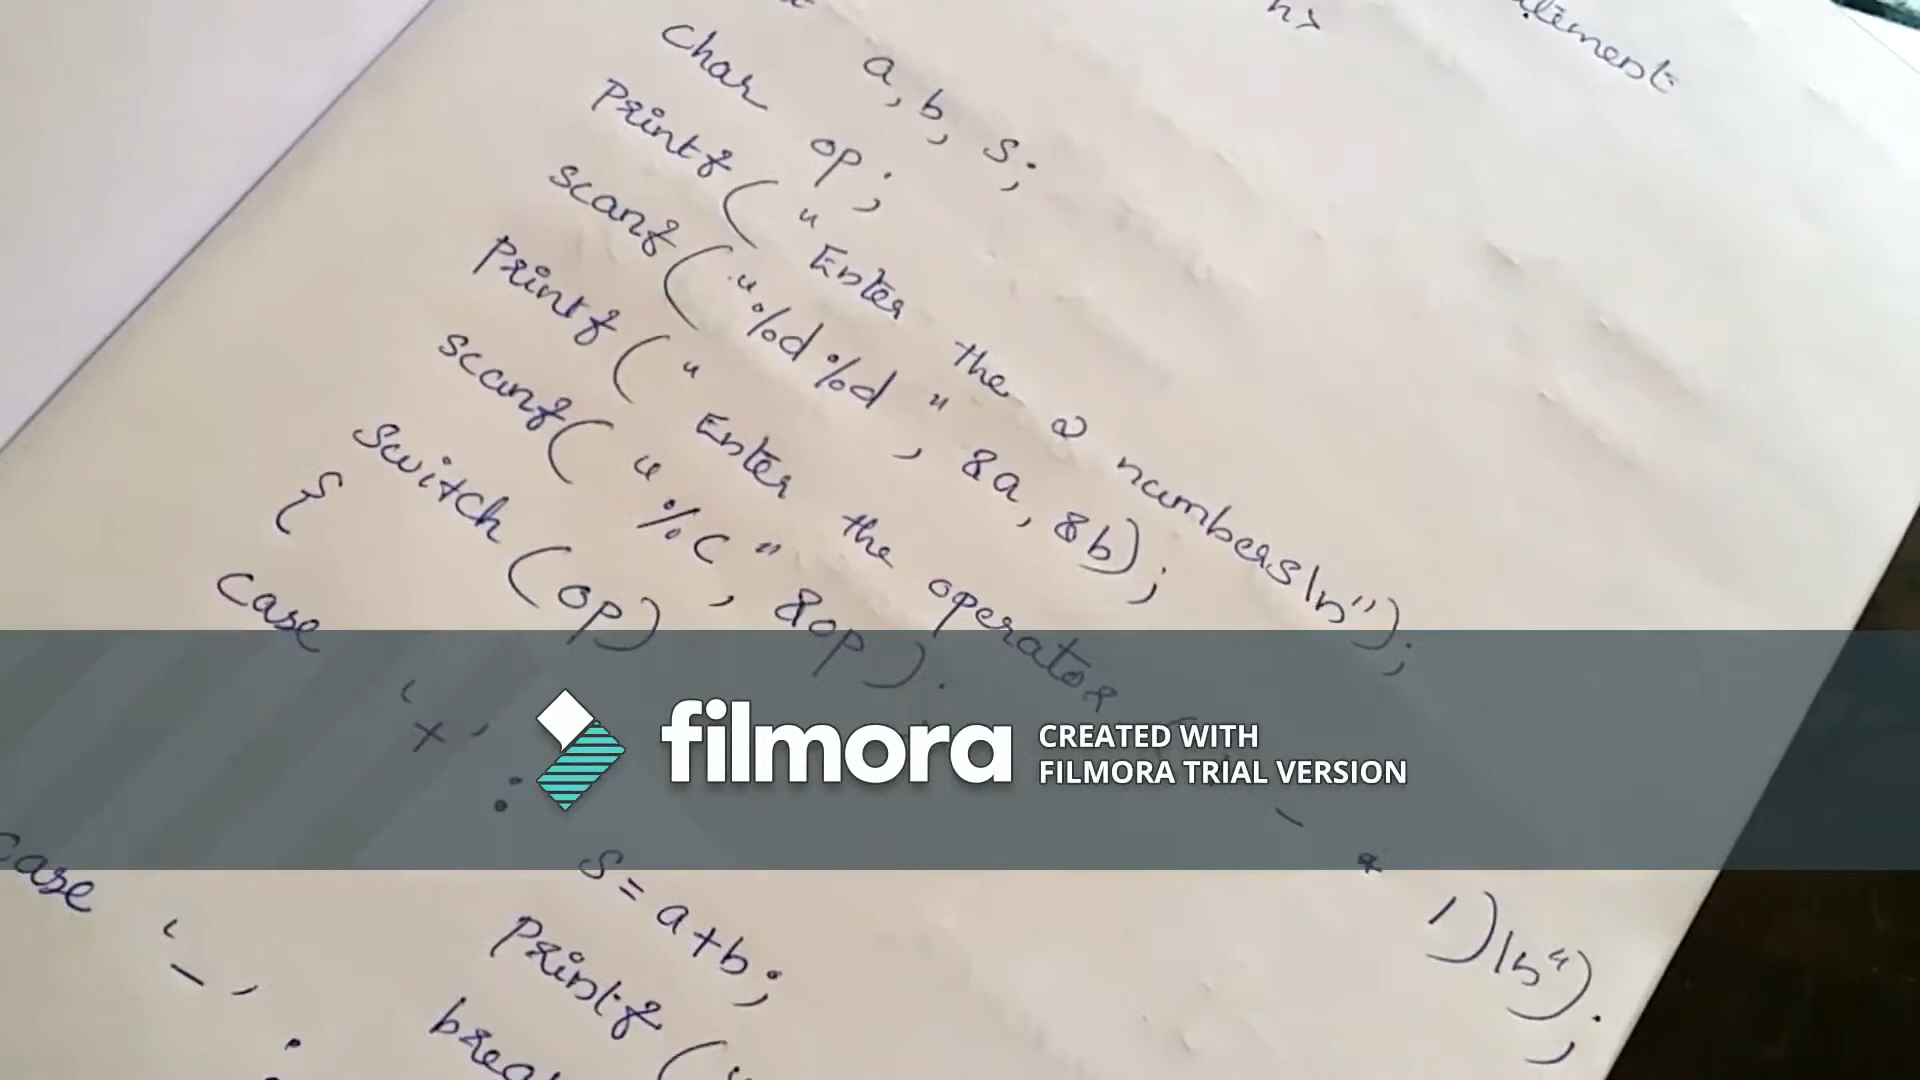 a, b, s;
char op;
printf(" Enter the 2 numbers\n");
scanf("%d %d ", &a, &b);
printf(" Enter the operator - * /)\n");
scanf( "%c ", &op);
switch (op)
{
case '+' : s=a+b;
printf("
case '-' :
filmora CREATED WITH
FILMORA TRIAL VERSION